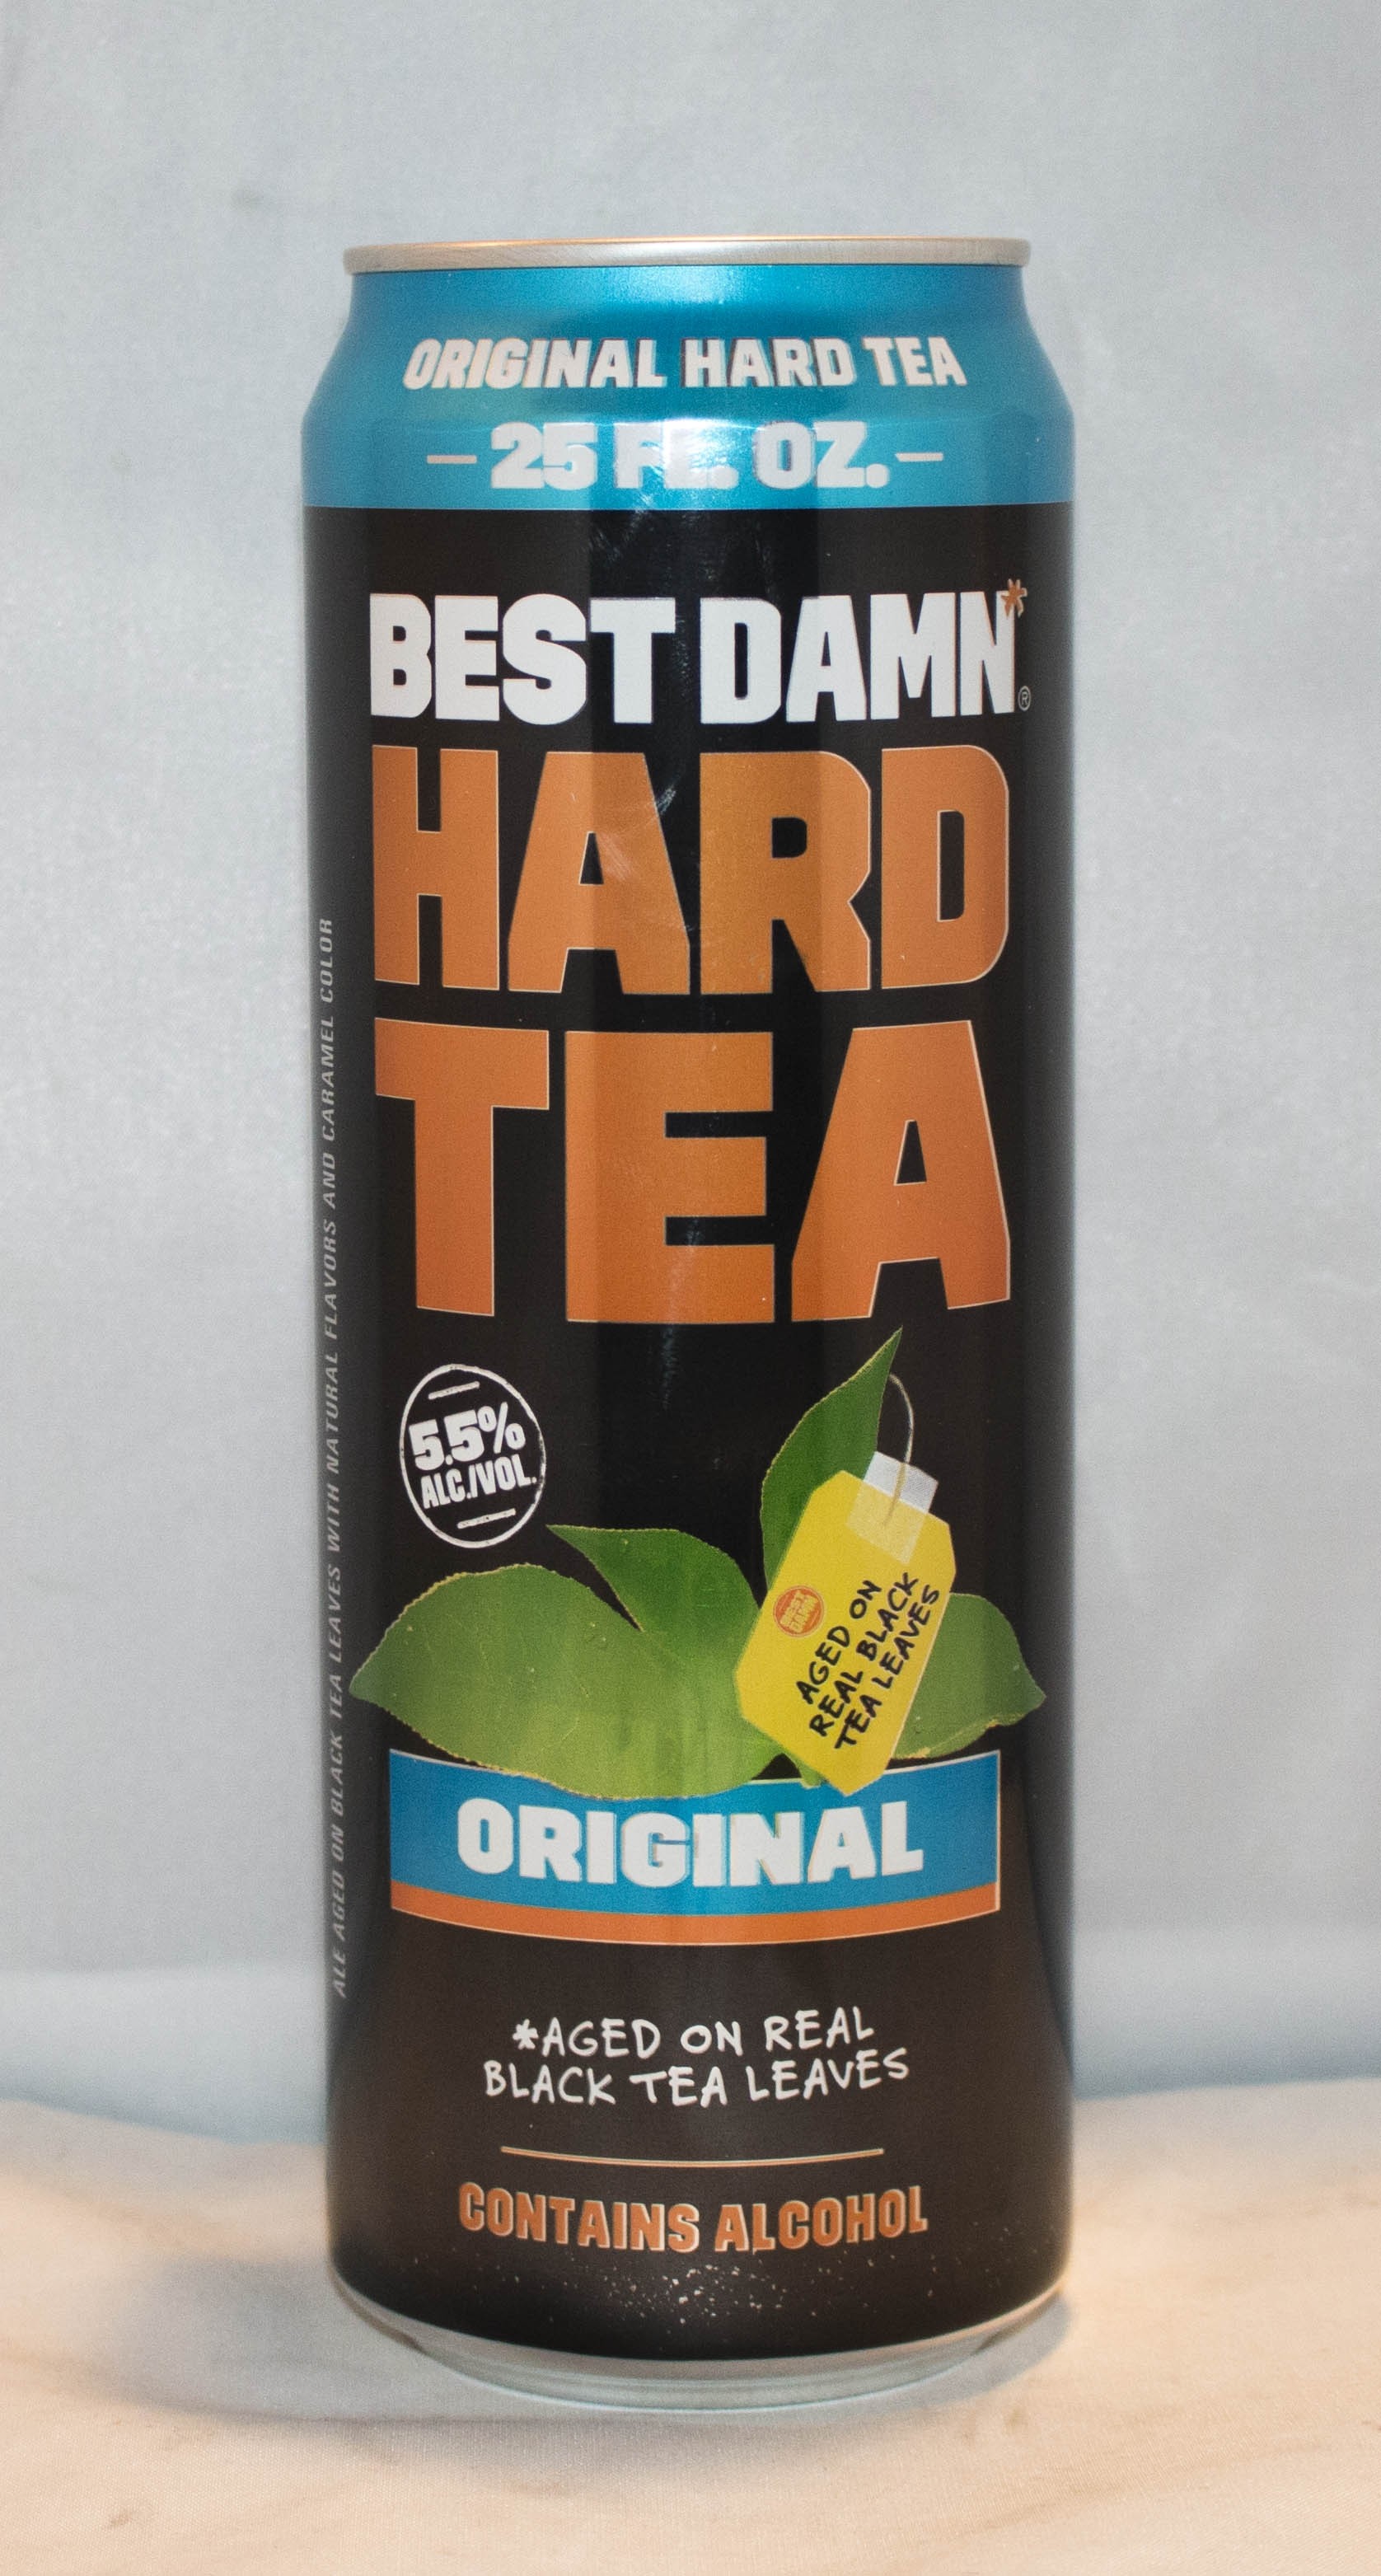 ORIGINAL HARD TEA
— 25 FL. OZ. —
BEST DAMN*®
HARD
TEA
5.5%
ALC./VOL.
BEST
DAMN
AGED ON
REAL BLACK
TEA LEAVES
ORIGINAL
*AGED ON REAL
BLACK TEA LEAVES
CONTAINS ALCOHOL
ALE AGED ON BLACK TEA LEAVES WITH NATURAL FLAVORS AND CARAMEL COLOR